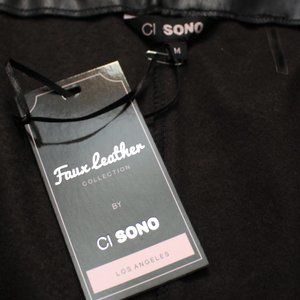 CI SONO
M
Faux Leather
COLLECTION
BY
CI SONO
LOS ANGELES